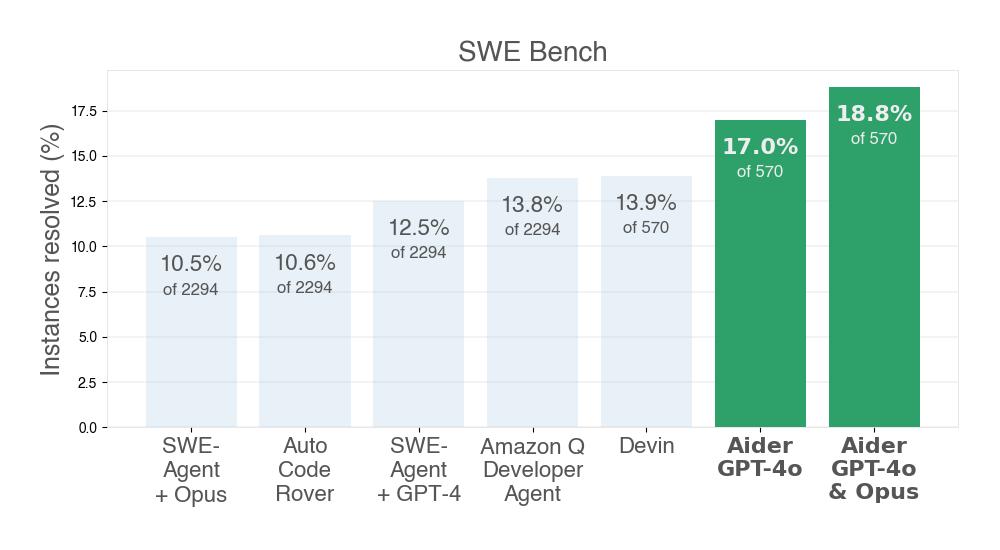 SWE Bench
Instances resolved (%)
17.5
15.0
12.5
10.0
7.5
5.0
2.5
0.0
10.5%
of 2294
10.6%
of 2294
12.5%
of 2294
13.8%
of 2294
13.9%
of 570
17.0%
of 570
18.8%
of 570
SWE-
Agent
+ Opus
Auto
Code
Rover
SWE-
Agent
+ GPT-4
Amazon Q
Developer
Agent
Devin
Aider
GPT-4o
Aider
GPT-4o
& Opus